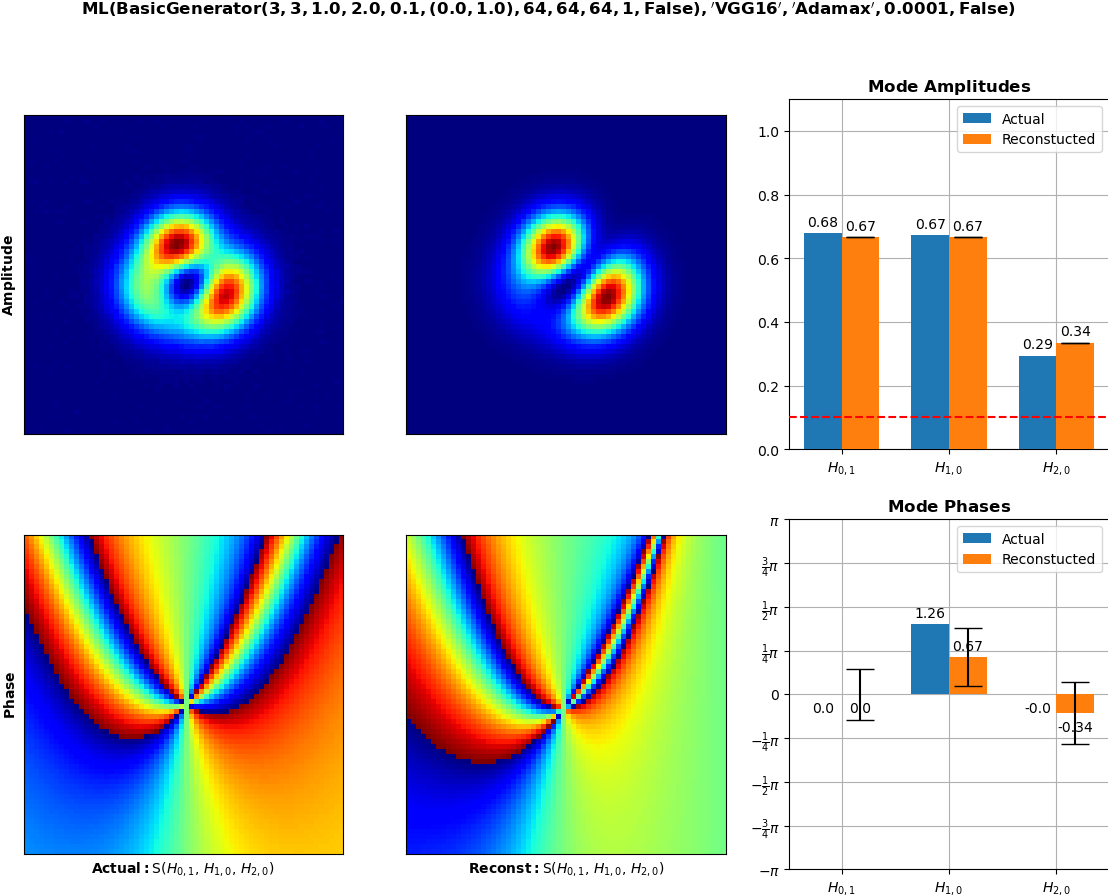 ML(BasicGenerator(3, 3, 1.0, 2.0, 0.1, (0.0, 1.0), 64, 64, 64, 1, False), ′VGG16′, ′Adamax′, 0.0001, False)
Mode Amplitudes
Actual
Reconstucted
1.0
0.8
0.6
0.4
0.2
0.0
0.68
0.67
0.67
0.67
0.29
0.34
H0,1
H1,0
H2,0
Amplitude
Mode Phases
Actual
Reconstucted
π
3/4π
1/2π
1/4π
0
−1/4π
−1/2π
−3/4π
−π
0.0
0.0
1.26
0.67
-0.0
-0.34
H0,1
H1,0
H2,0
Phase
Actual: S(H0,1, H1,0, H2,0)
Reconst: S(H0,1, H1,0, H2,0)